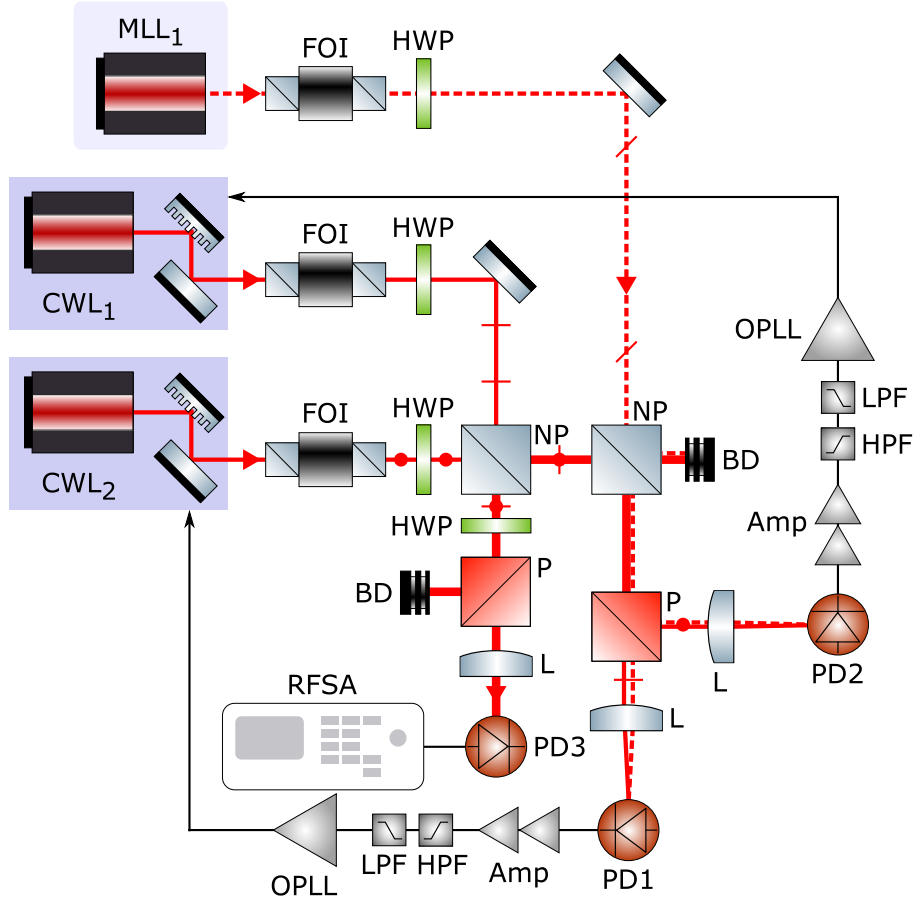 MLL₁
FOI
HWP
CWL₁
FOI
HWP
OPLL
LPF
HPF
CWL₂
FOI
HWP
NP
NP
BD
Amp
HWP
BD
P
P
L
L
PD2
RFSA
L
PD3
OPLL
LPF
HPF
Amp
PD1